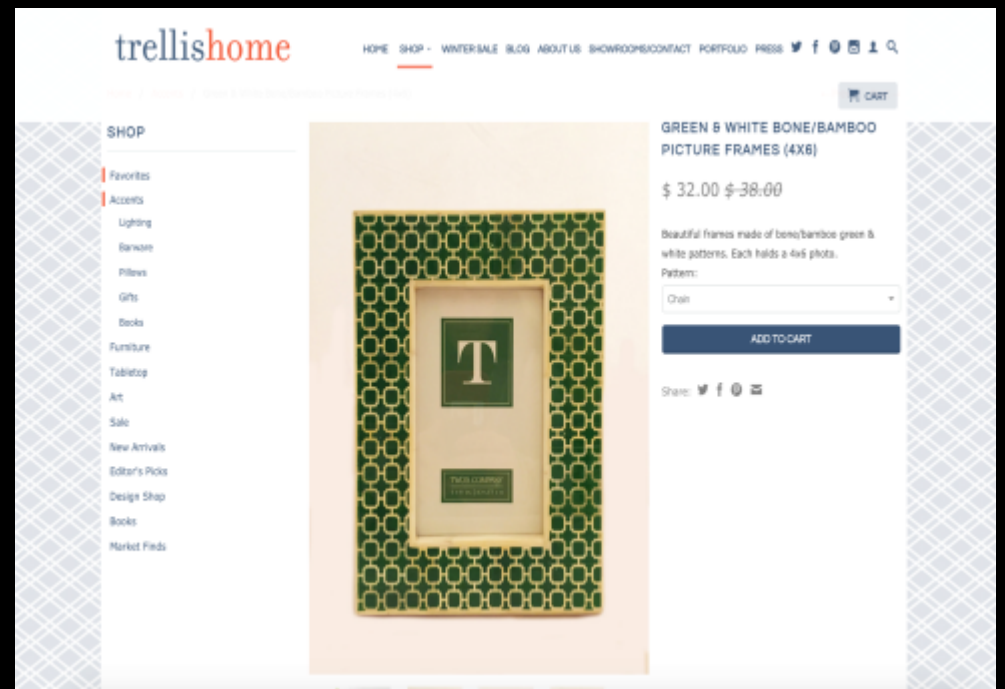 trellishome
HOME SHOP WINTER SALE BLOG ABOUT US SHOWROOMS/CONTACT PORTFOLIO PRESS
CART
SHOP
Favorites
Accents
Lighting
Barware
Pillows
Gifts
Books
Furniture
Tabletop
Art
Sale
New Arrivals
Editor's Picks
Design Shop
Books
Market Finds
T
TWO'S COMPANY
GREEN & WHITE BONE/BAMBOO
PICTURE FRAMES (4X6)
$ 32.00 $ 38.00
Beautiful frames made of bone/bamboo green &
white patterns. Each holds a 4x6 photo.
Pattern:
Chain
ADD TO CART
Share: